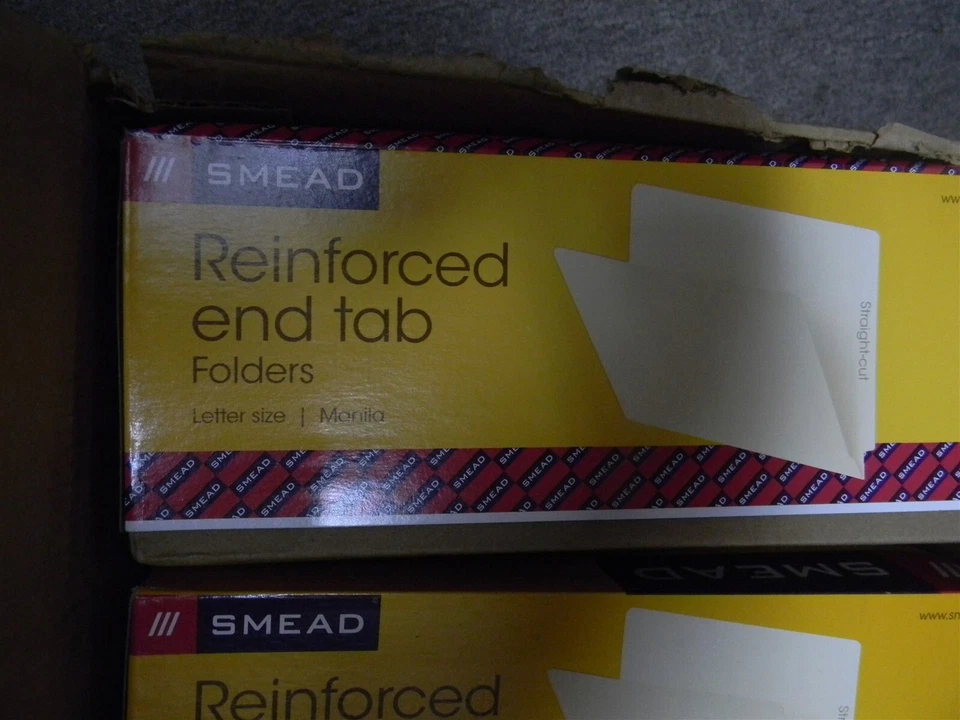 SMEAD
Reinforced
end tab
Folders
Letter size | Manila
Straight-cut
SMEAD
SMEAD
Reinforced